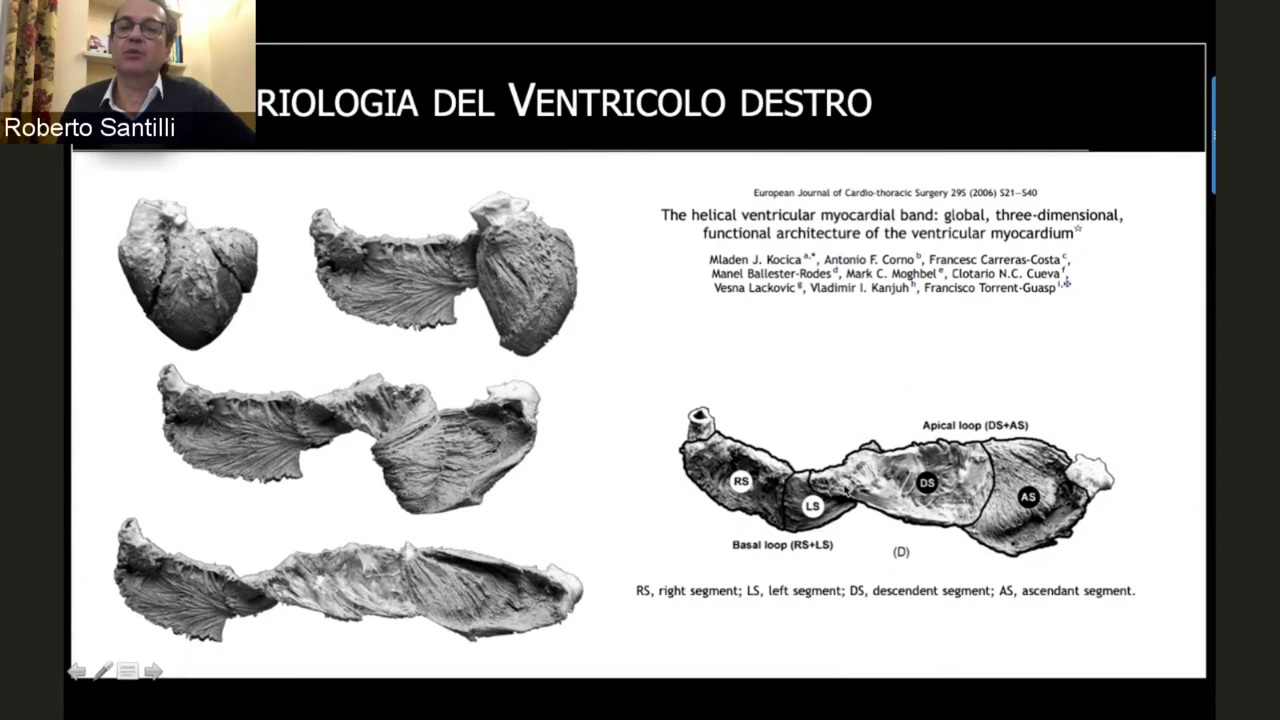 Roberto Santilli
RIOLOGIA DEL VENTRICOLO DESTRO
European Journal of Cardio-thoracic Surgery 29S (2006) S21—S40
The helical ventricular myocardial band: global, three-dimensional,
functional architecture of the ventricular myocardium☆
Mladen J. Kocica a,*, Antonio F. Corno b, Francesc Carreras-Costa c,
Manel Ballester-Rodes d, Mark C. Moghbel e, Clotario N.C. Cueva f,
Vesna Lackovic g, Vladimir I. Kanjuh h, Francisco Torrent-Guasp i,✠
Apical loop (DS+AS)
RS
LS
DS
AS
Basal loop (RS+LS)
(D)
RS, right segment; LS, left segment; DS, descendent segment; AS, ascendant segment.